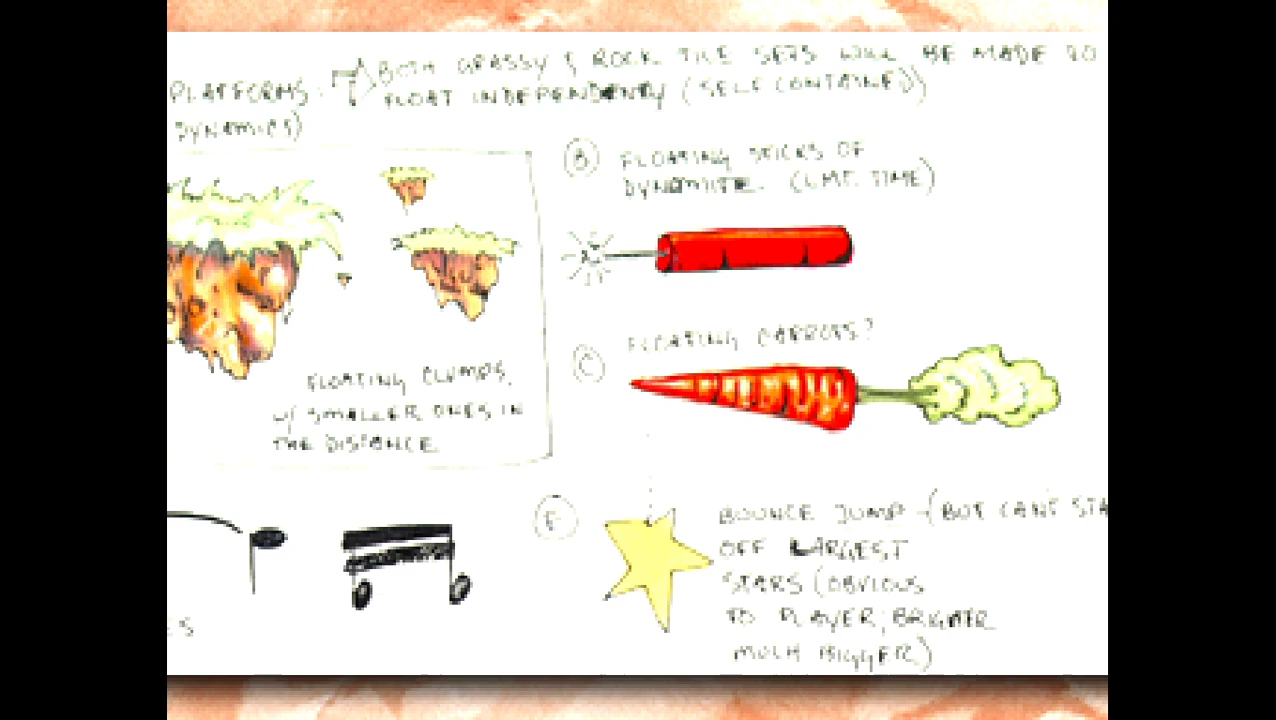 BOTH GRASSY & ROCK TILE SETS WILL BE MADE TO
PLATFORMS: FLOAT INDEPENDENTLY (SELF CONTAINED)
DYNAMICS)
B FLOATING STICKS OF
DYNAMITE. (LMT. TIME)
C FLOATING CARROTS?
FLOATING CLUMPS,
W/ SMALLER ONES IN
THE DISTANCE
E BOUNCE JUMP - (BUT CAN'T STA
OFF LARGEST
STARS (OBVIOUS
TO PLAYER; BRIGHTER
MUCH BIGGER)
ES